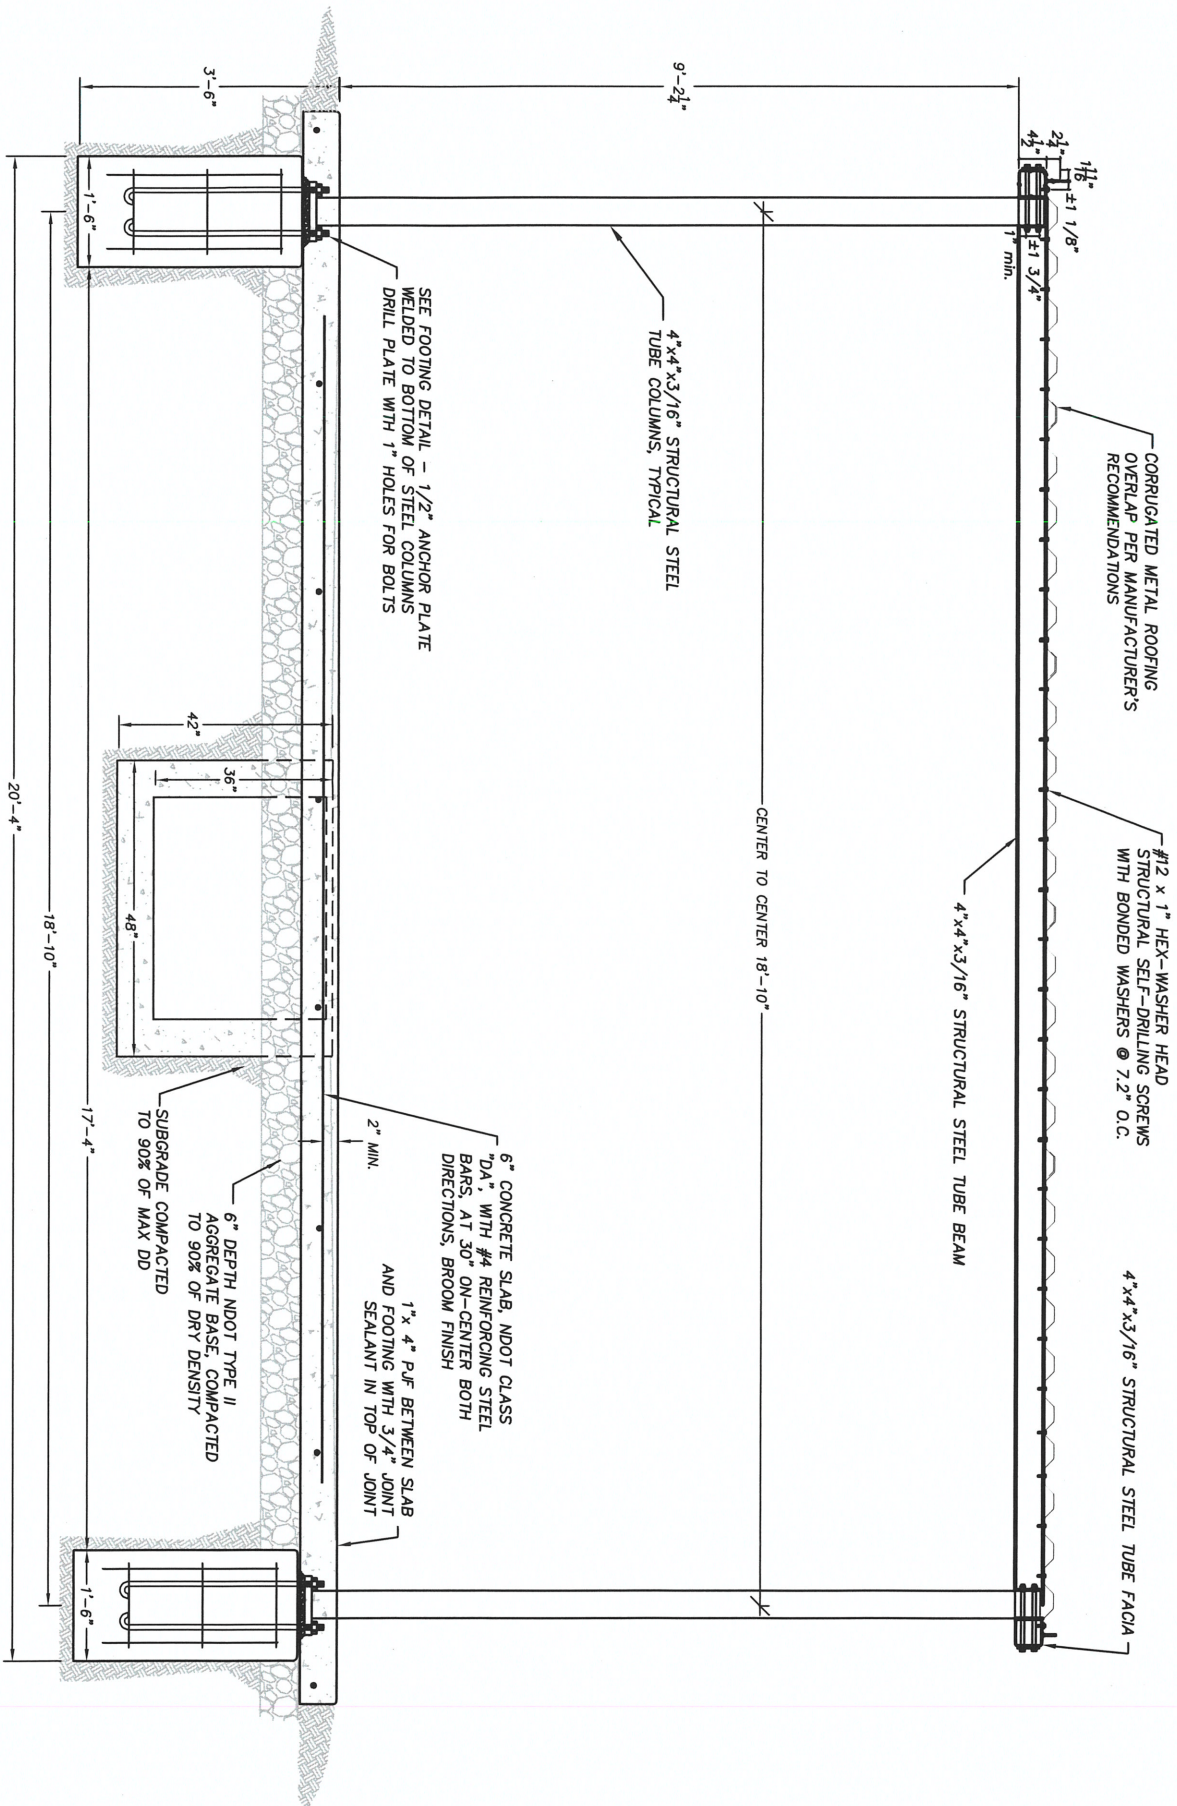 CORRUGATED METAL ROOFING
OVERLAP PER MANUFACTURER'S
RECOMMENDATIONS
#12 x 1" HEX-WASHER HEAD
STRUCTURAL SELF-DRILLING SCREWS
WITH BONDED WASHERS @ 7.2" O.C.
4"x4"x3/16" STRUCTURAL STEEL TUBE FACIA
1 11/16"
±1 1/8"
2 1/4"
4 1/2"
±1 3/4"
1" min.
4"x4"x3/16" STRUCTURAL STEEL TUBE BEAM
9'-2 1/4"
4"x4"x3/16" STRUCTURAL STEEL
TUBE COLUMNS, TYPICAL
CENTER TO CENTER 18'-10"
SEE FOOTING DETAIL - 1/2" ANCHOR PLATE
WELDED TO BOTTOM OF STEEL COLUMNS
DRILL PLATE WITH 1" HOLES FOR BOLTS
6" CONCRETE SLAB, NDOT CLASS
"DA", WITH #4 REINFORCING STEEL
BARS, AT 30" ON-CENTER BOTH
DIRECTIONS, BROOM FINISH
1"x 4" PJF BETWEEN SLAB
AND FOOTING WITH 3/4" JOINT
SEALANT IN TOP OF JOINT
2" MIN.
3'-6"
42"
36"
48"
6" DEPTH NDOT TYPE II
AGGREGATE BASE, COMPACTED
TO 90% OF DRY DENSITY
SUBGRADE COMPACTED
TO 90% OF MAX DD
1'-6"
17'-4"
1'-6"
18'-10"
20'-4"